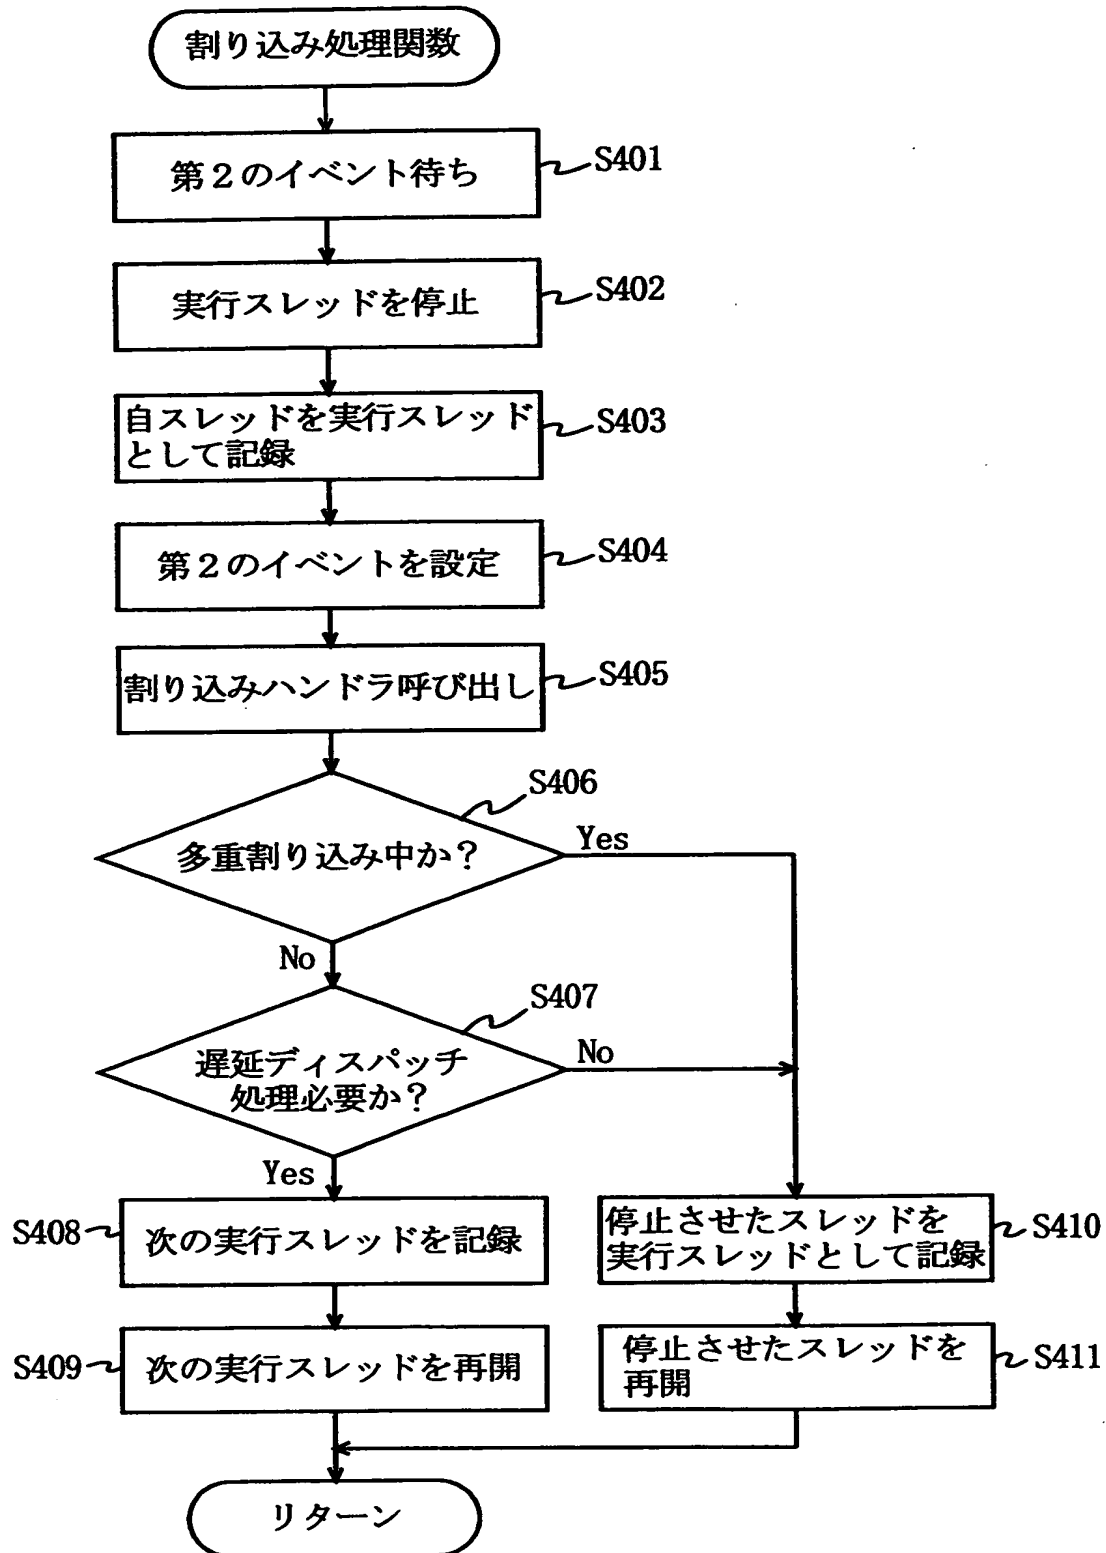 割り込み処理関数
第２のイベント待ち
S401
実行スレッドを停止
S402
自スレッドを実行スレッド
として記録
S403
第２のイベントを設定
S404
割り込みハンドラ呼び出し
S405
S406
多重割り込み中か？
Yes
No
S407
遅延ディスパッチ
処理必要か？
No
Yes
S408
次の実行スレッドを記録
停止させたスレッドを
実行スレッドとして記録
S410
S409
次の実行スレッドを再開
停止させたスレッドを
再開
S411
リターン